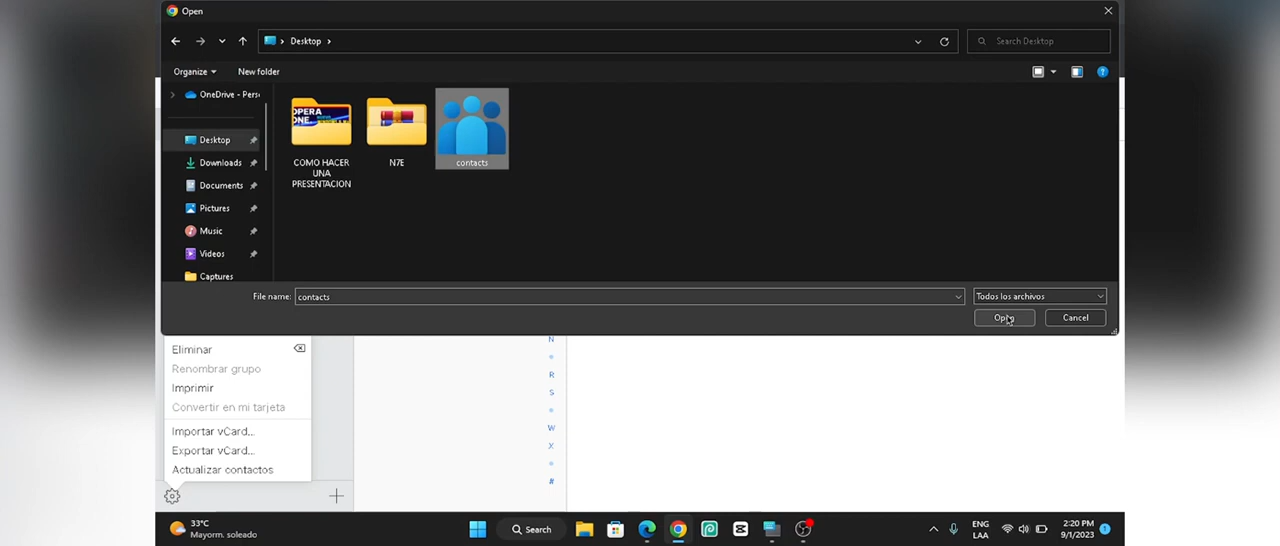 Open
Desktop
Search Desktop
Organize
New folder
OneDrive - Pers
Desktop
Downloads
Documents
Pictures
Music
Videos
Captures
OPERA
ONE
COMO HACER
UNA
PRESENTACION
N7E
contacts
File name:
contacts
Todos los archivos
Open
Cancel
Eliminar
Renombrar grupo
Imprimir
Convertir en mi tarjeta
Importar vCard...
Exportar vCard...
Actualizar contactos
N
R
S
W
X
#
33°C
Mayorm. soleado
Search
ENG
LAA
2:20 PM
9/1/2023
1